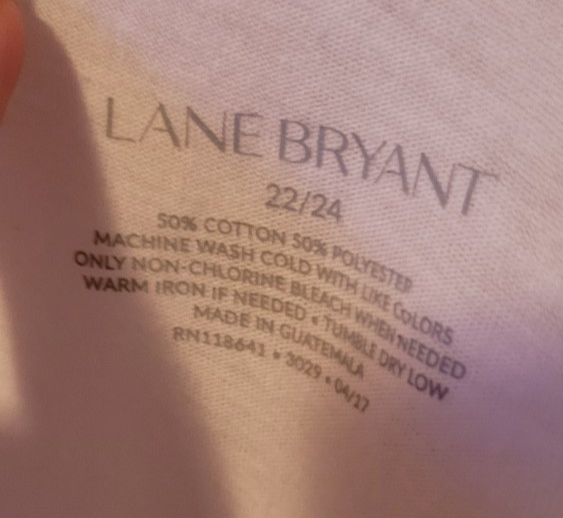 LANE BRYANT
22/24
50% COTTON 50% POLYESTER
MACHINE WASH COLD WITH LIKE COLORS
ONLY NON-CHLORINE BLEACH WHEN NEEDED
WARM IRON IF NEEDED • TUMBLE DRY LOW
MADE IN GUATEMALA
RN118641 • 3029 • 04/17